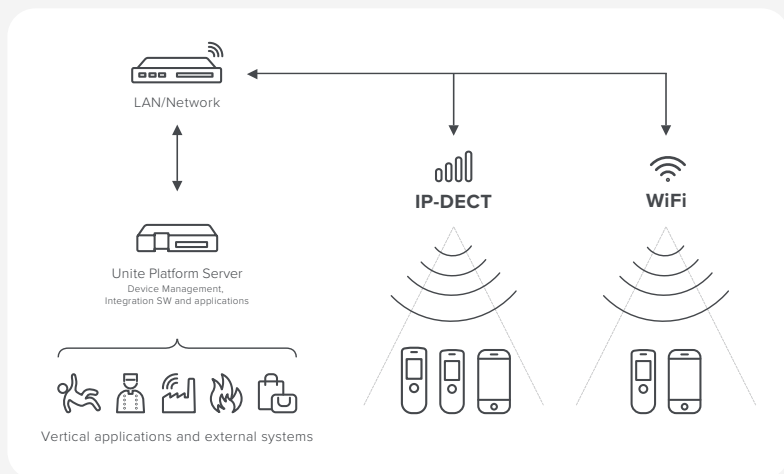 LAN/Network
IP-DECT
WiFi
Unite Platform Server
Device Management,
Integration SW and applications
Vertical applications and external systems